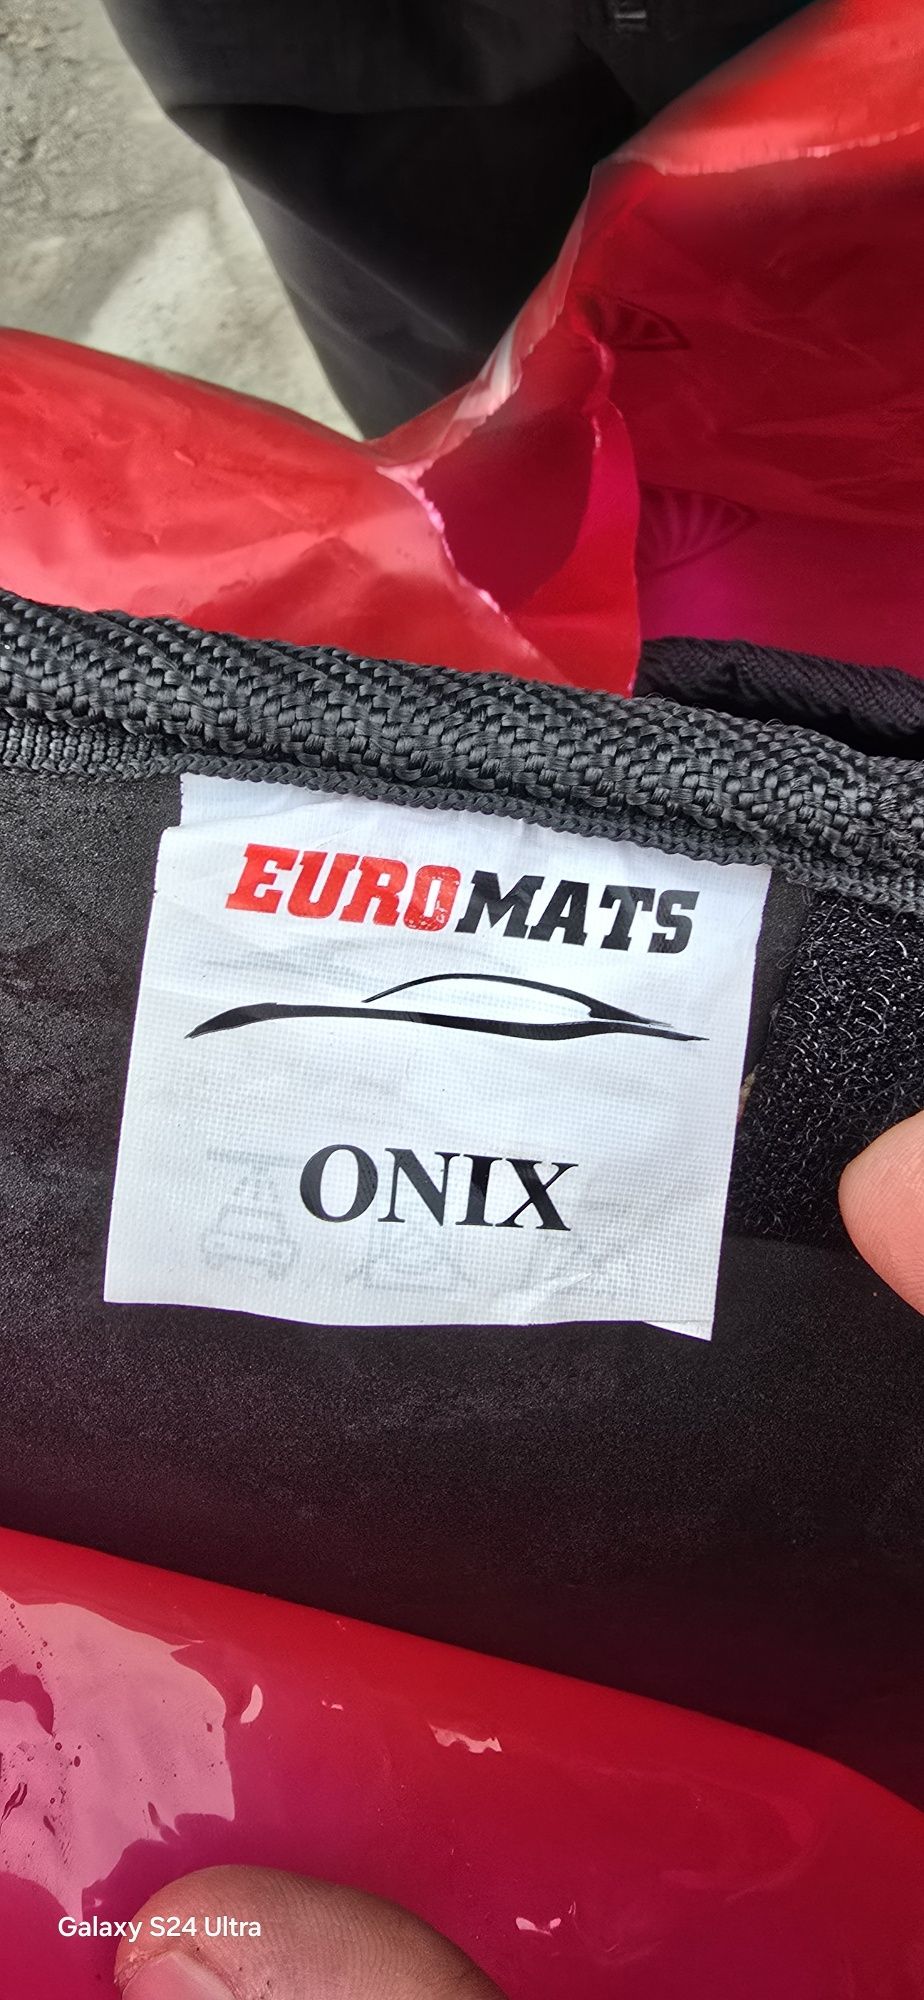 EUROMATS
ONIX
Galaxy S24 Ultra